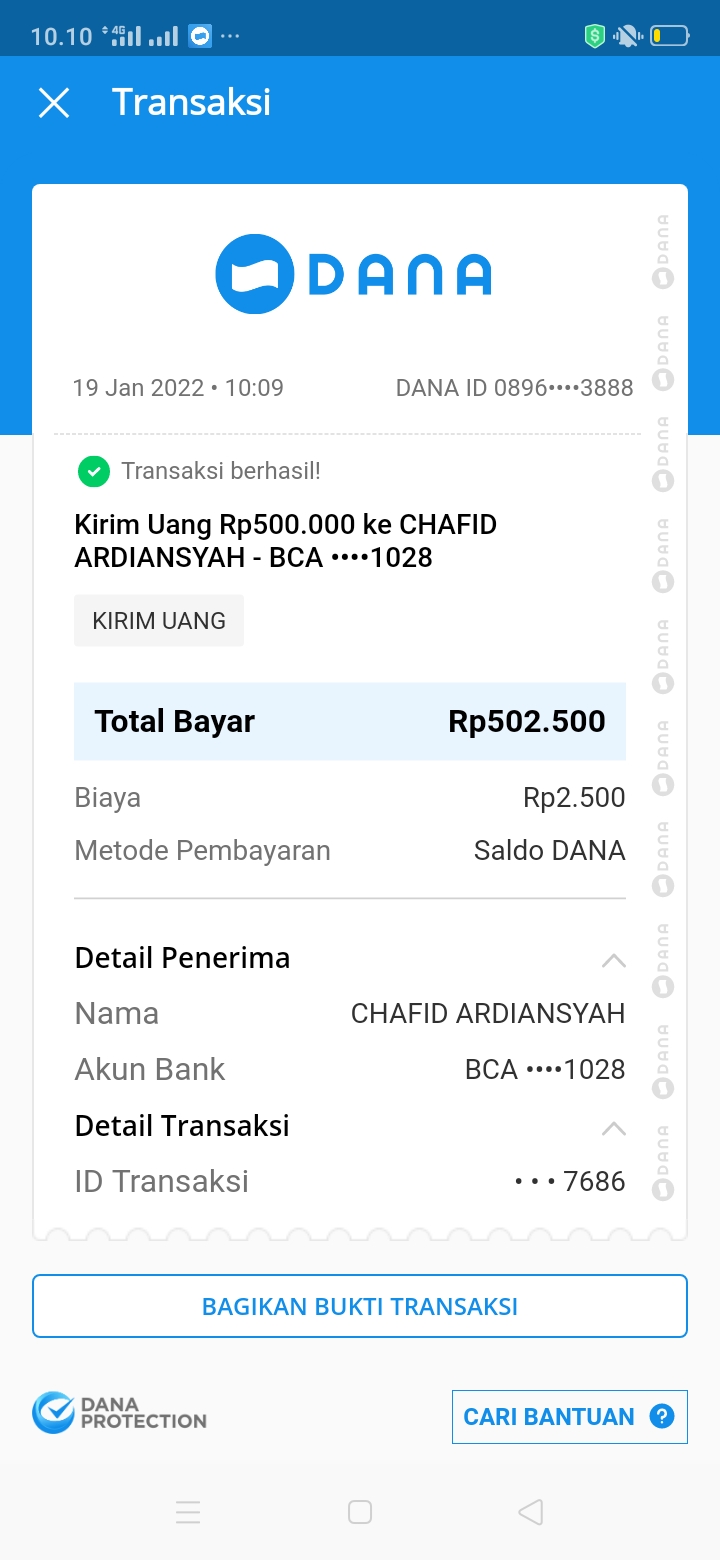 10.10 4G
Transaksi
DANA
19 Jan 2022 • 10:09 DANA ID 0896••••3888
Transaksi berhasil!
Kirim Uang Rp500.000 ke CHAFID
ARDIANSYAH - BCA ••••1028
KIRIM UANG
Total Bayar Rp502.500
Biaya Rp2.500
Metode Pembayaran Saldo DANA
Detail Penerima
Nama CHAFID ARDIANSYAH
Akun Bank BCA ••••1028
Detail Transaksi
ID Transaksi • • • 7686
DANA
DANA
DANA
DANA
DANA
DANA
DANA
DANA
DANA
DANA
BAGIKAN BUKTI TRANSAKSI
DANA
PROTECTION
CARI BANTUAN ?